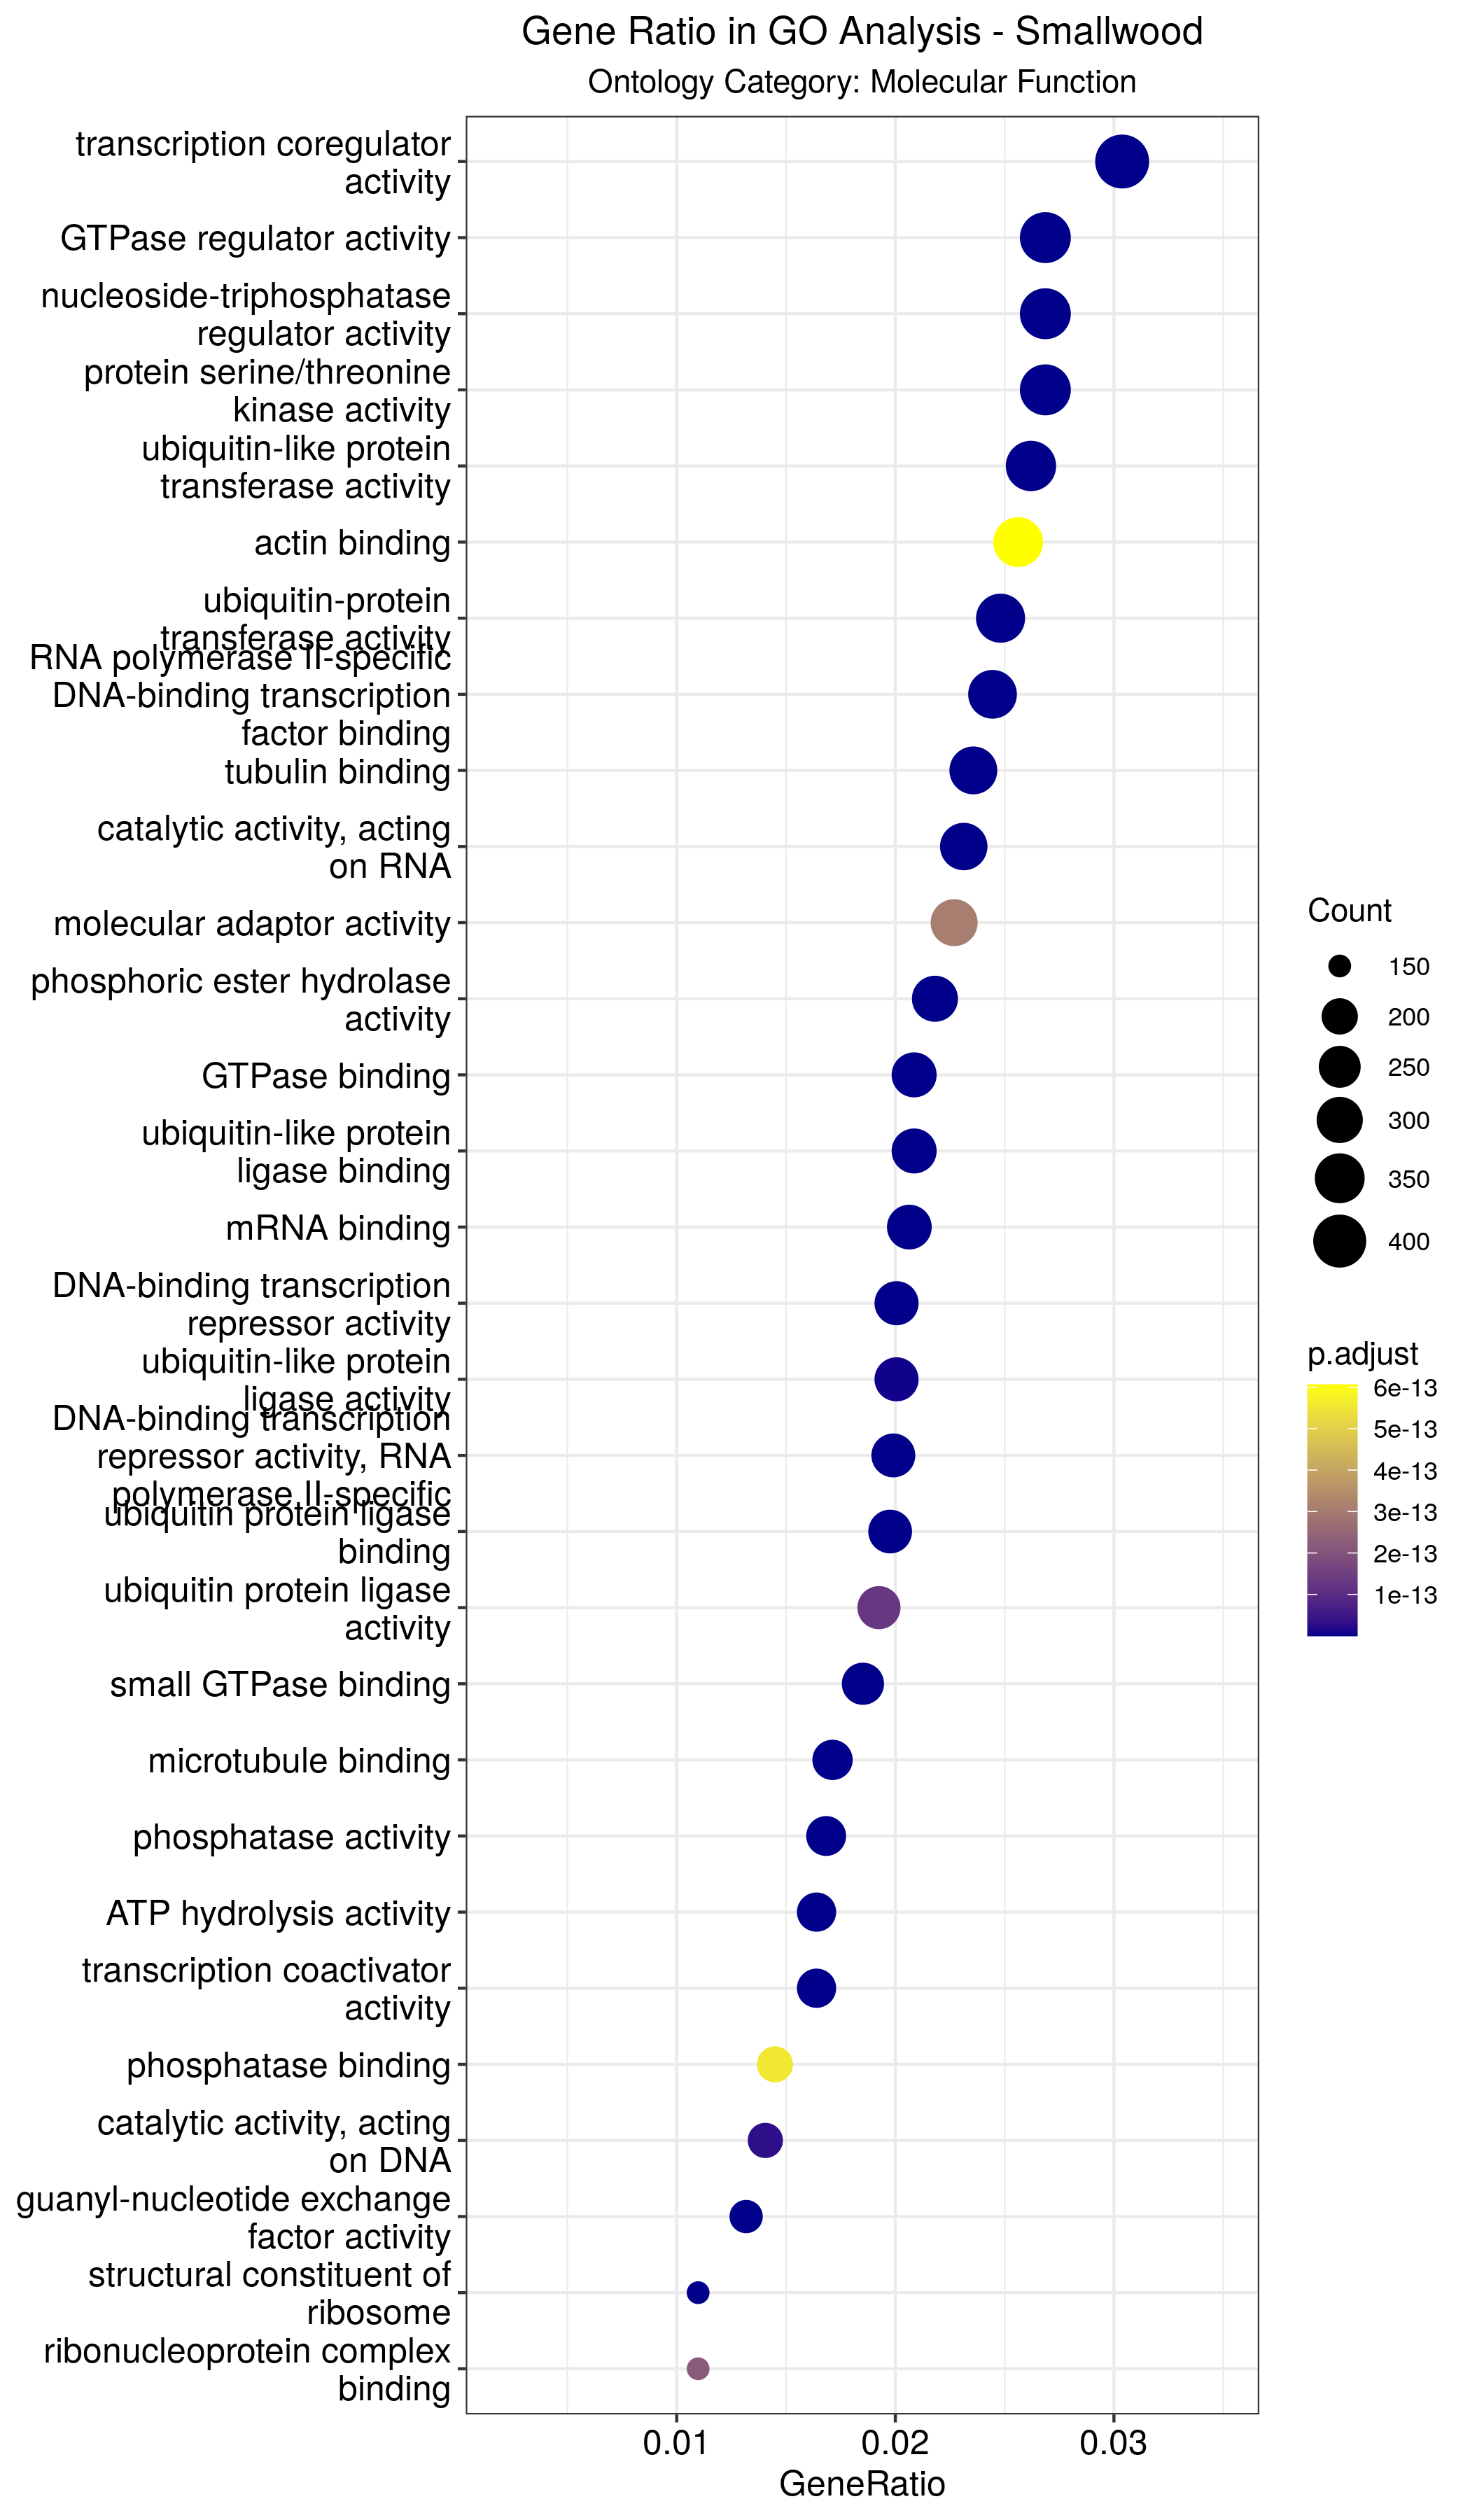 Gene Ratio in GO Analysis - Smallwood
Ontology Category: Molecular Function
transcription coregulator
activity
GTPase regulator activity
nucleoside-triphosphatase
regulator activity
protein serine/threonine
kinase activity
ubiquitin-like protein
transferase activity
actin binding
ubiquitin-protein
transferase activity
RNA polymerase II-specific
DNA-binding transcription
factor binding
tubulin binding
catalytic activity, acting
on RNA
molecular adaptor activity
phosphoric ester hydrolase
activity
GTPase binding
ubiquitin-like protein
ligase binding
mRNA binding
DNA-binding transcription
repressor activity
ubiquitin-like protein
ligase activity
DNA-binding transcription
repressor activity, RNA
polymerase II-specific
ubiquitin protein ligase
binding
ubiquitin protein ligase
activity
small GTPase binding
microtubule binding
phosphatase activity
ATP hydrolysis activity
transcription coactivator
activity
phosphatase binding
catalytic activity, acting
on DNA
guanyl-nucleotide exchange
factor activity
structural constituent of
ribosome
ribonucleoprotein complex
binding
0.01
0.02
0.03
GeneRatio
Count
150
200
250
300
350
400
p.adjust
6e-13
5e-13
4e-13
3e-13
2e-13
1e-13